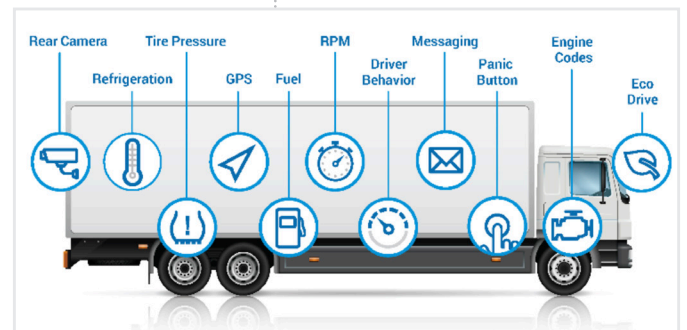 Rear Camera
Tire Pressure
RPM
Messaging
Engine
Codes
Refrigeration
GPS
Fuel
Driver
Behavior
Panic
Button
Eco
Drive